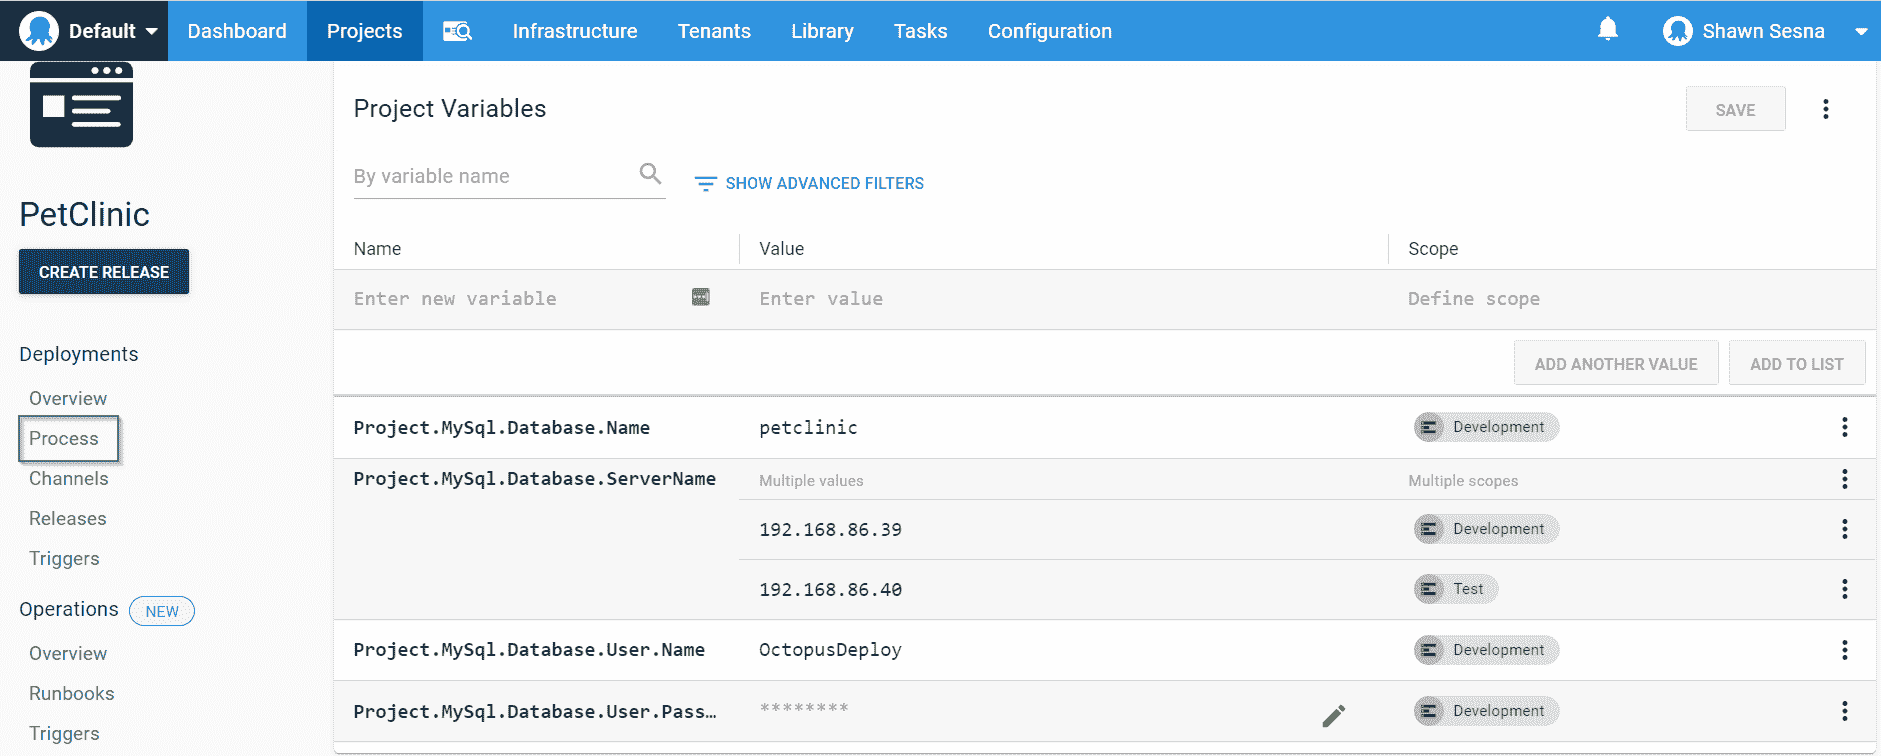 Default Dashboard Projects Infrastructure Tenants Library Tasks Configuration Shawn Sesna
PetClinic
CREATE RELEASE
Deployments
Overview
Process
Channels
Releases
Triggers
Operations NEW
Overview
Runbooks
Triggers
Project Variables SAVE
By variable name SHOW ADVANCED FILTERS
Name Value Scope
Enter new variable Enter value Define scope
ADD ANOTHER VALUE ADD TO LIST
Project.MySql.Database.Name petclinic Development
Project.MySql.Database.ServerName Multiple values Multiple scopes
192.168.86.39 Development
192.168.86.40 Test
Project.MySql.Database.User.Name OctopusDeploy Development
Project.MySql.Database.User.Pass… ******** Development